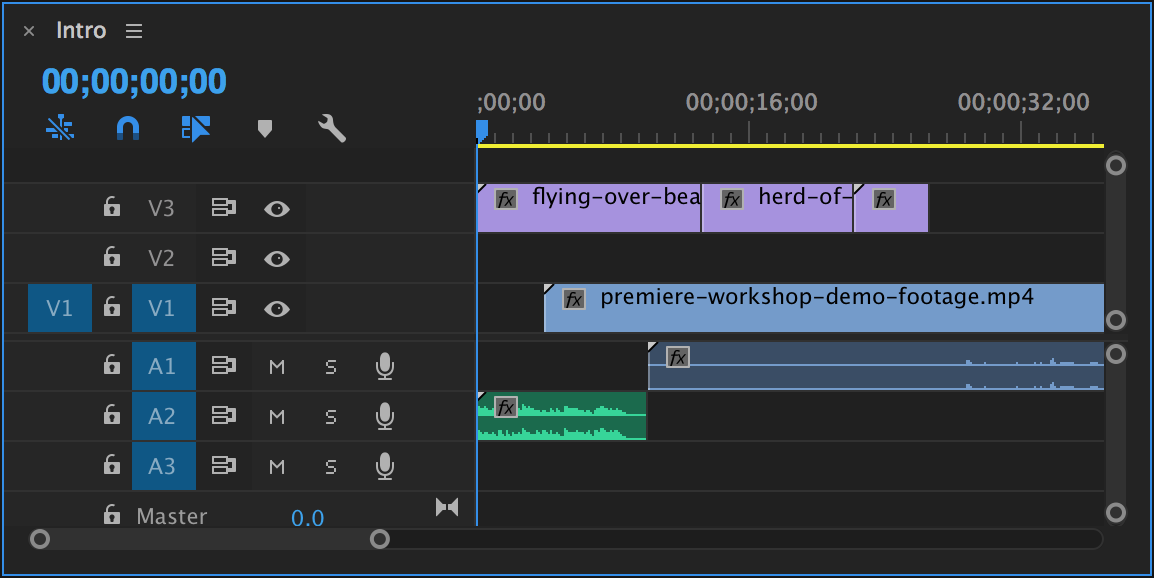 × Intro
00;00;00;00
;00;00 00;00;16;00 00;00;32;00
V3 fx flying-over-bea fx herd-of- fx
V2
V1 V1 fx premiere-workshop-demo-footage.mp4
A1 M S fx
A2 M S fx
A3 M S
Master 0.0